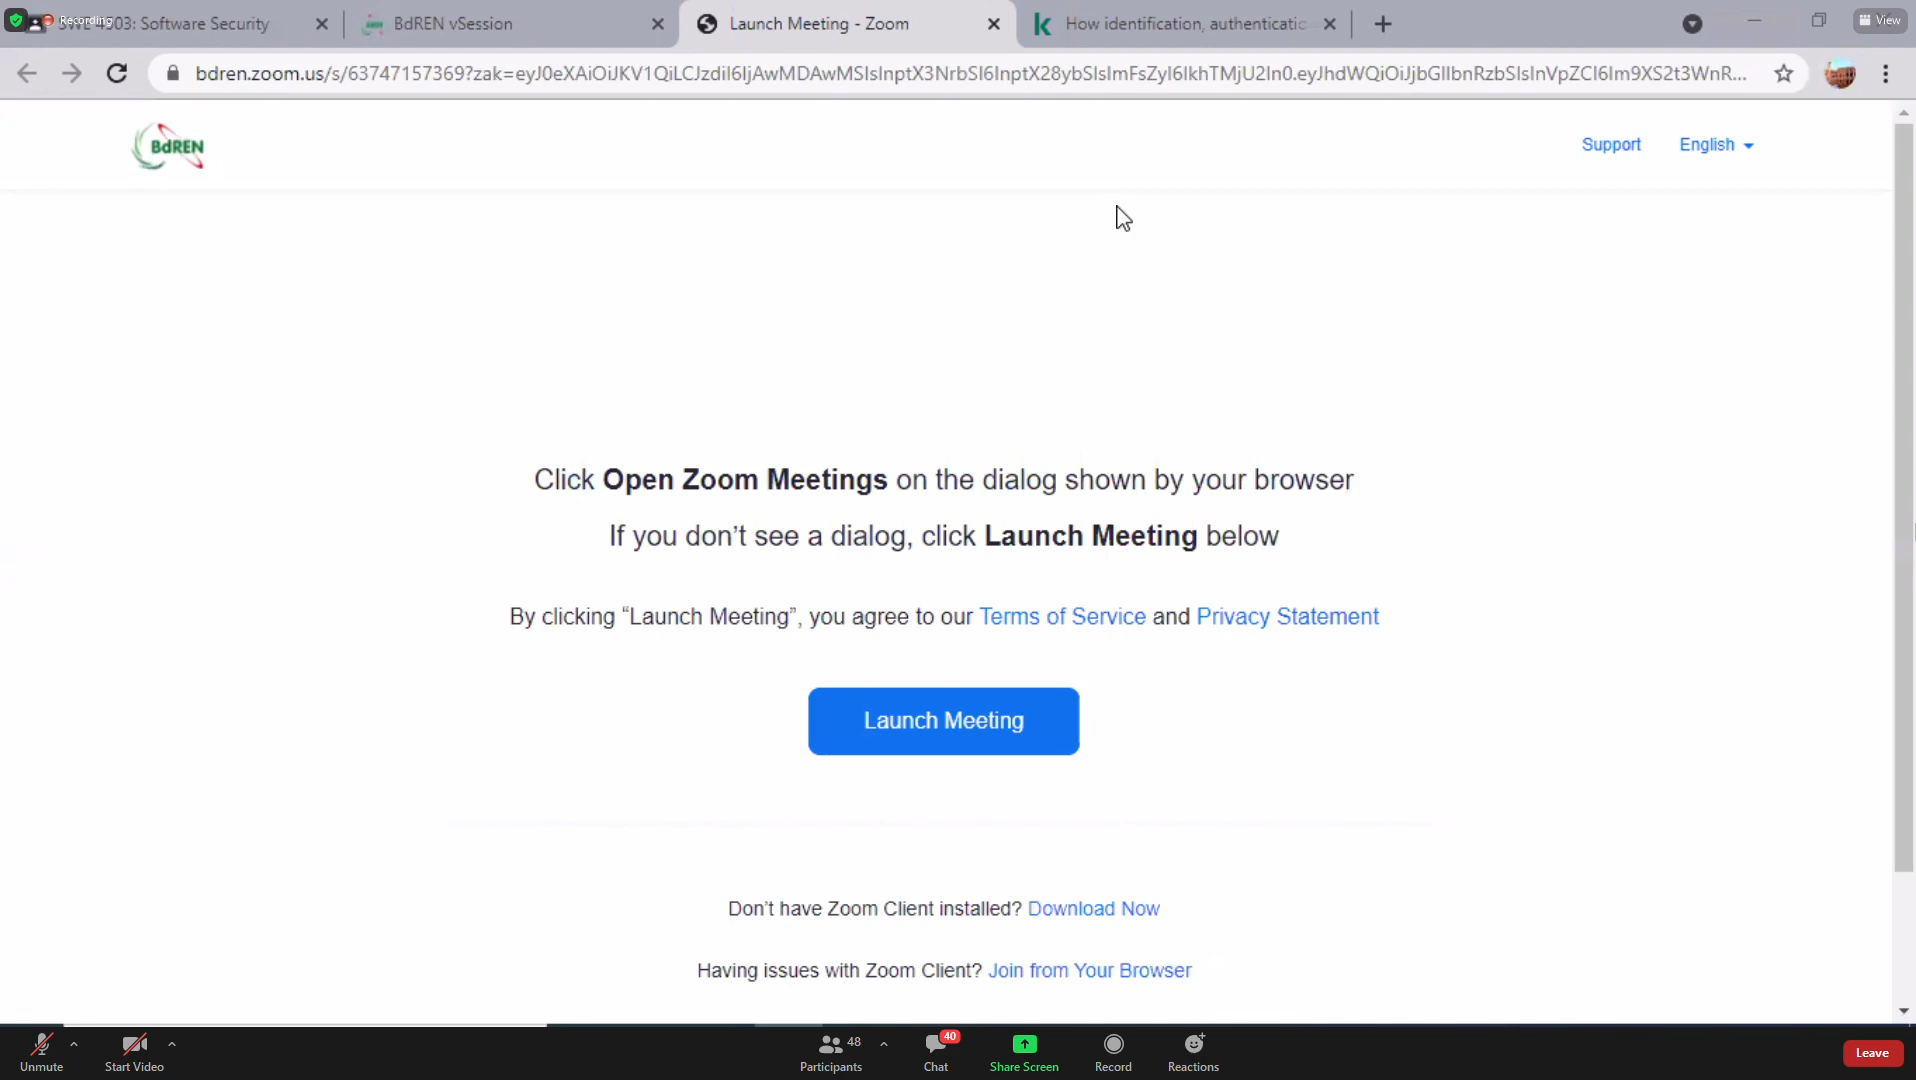 Recording
SWE 4503: Software Security
BdREN vSession
Launch Meeting - Zoom
How identification, authenticatio
View
bdren.zoom.us/s/63747157369?zak=
BdREN
Support
English
Click Open Zoom Meetings on the dialog shown by your browser
If you don’t see a dialog, click Launch Meeting below
By clicking “Launch Meeting”, you agree to our Terms of Service and Privacy Statement
Launch Meeting
Don’t have Zoom Client installed? Download Now
Having issues with Zoom Client? Join from Your Browser
Unmute
Start Video
48
Participants
40
Chat
Share Screen
Record
Reactions
Leave